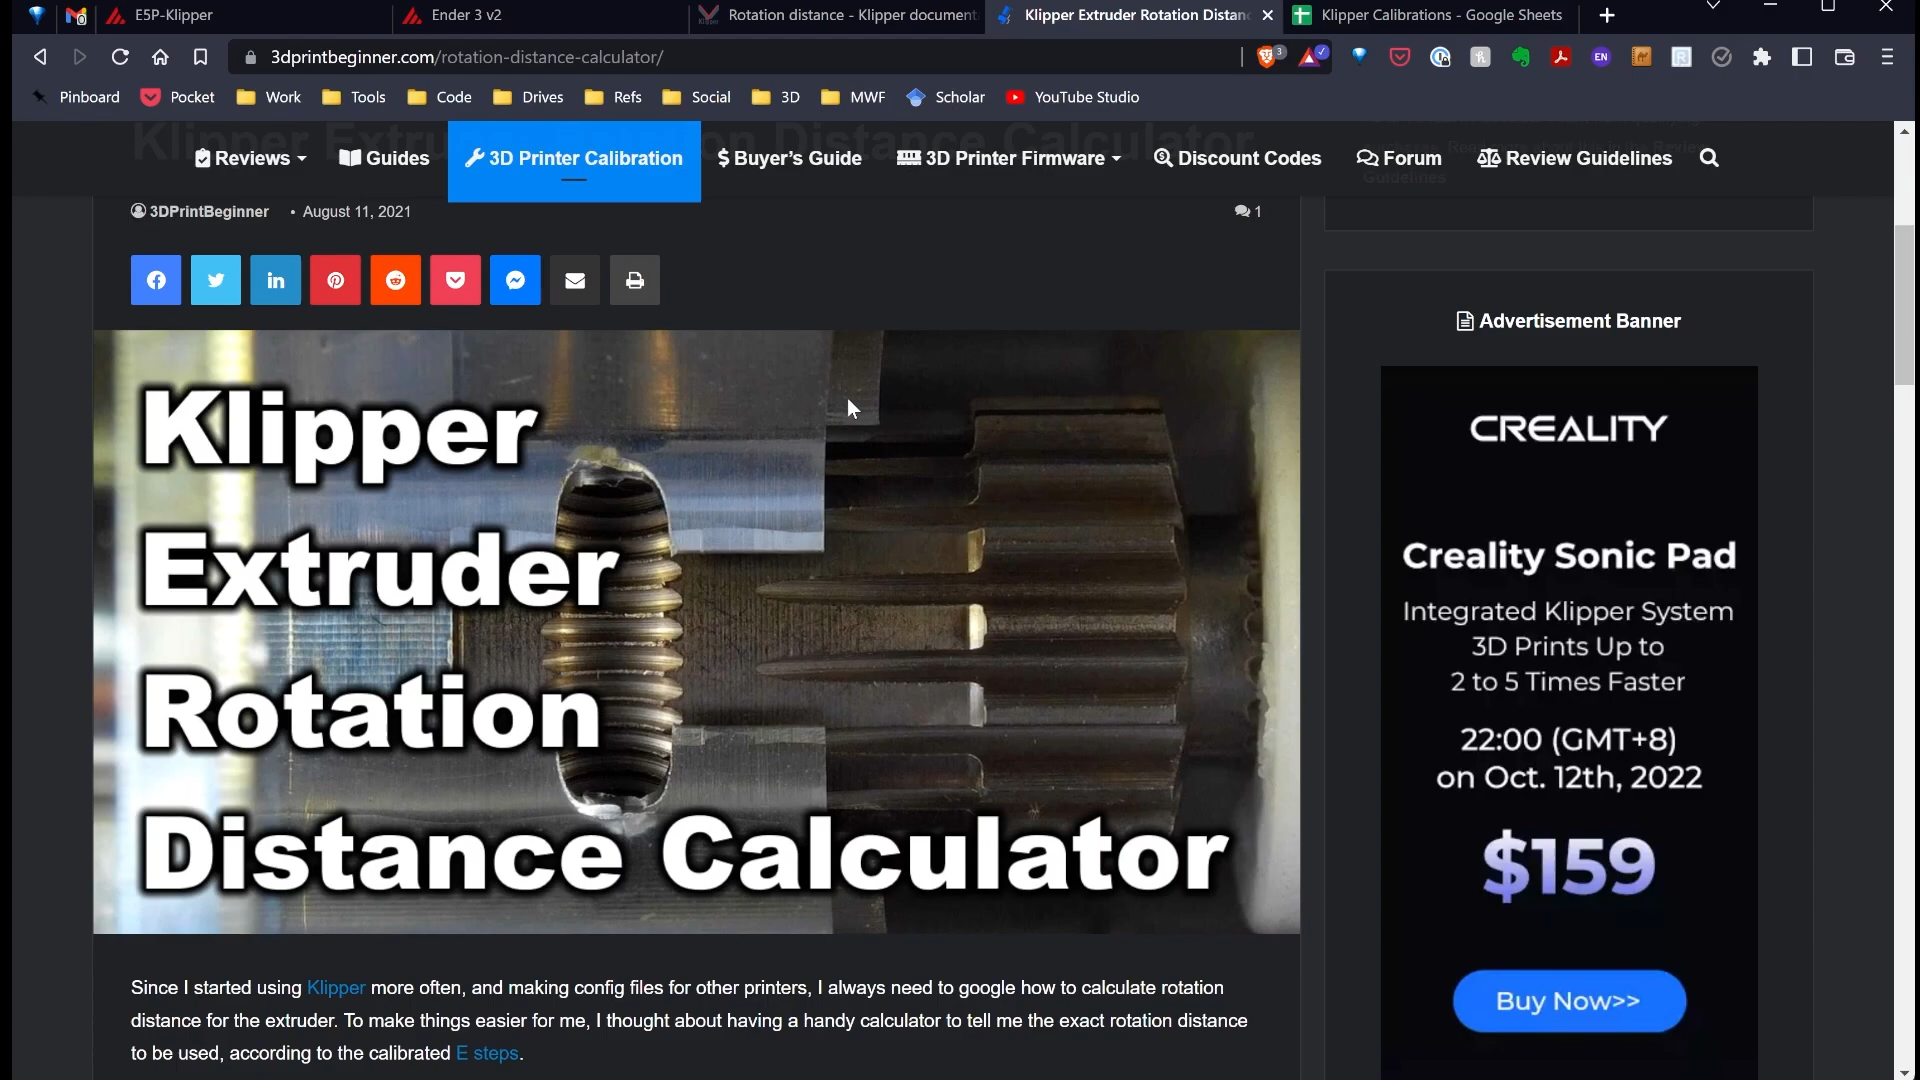 E5P-Klipper
Ender 3 v2
Rotation distance - Klipper document
Klipper Extruder Rotation Distan
Klipper Calibrations - Google Sheets
3dprintbeginner.com/rotation-distance-calculator/
3
EN
Pinboard
Pocket
Work
Tools
Code
Drives
Refs
Social
3D
MWF
Scholar
YouTube Studio
Klipper Extruder Rotation Distance Calculator
Reviews
Guides
3D Printer Calibration
$ Buyer's Guide
3D Printer Firmware
Discount Codes
Forum
Review Guidelines
Guidelines
3DPrintBeginner
• August 11, 2021
1
Klipper
Extruder
Rotation
Distance Calculator
Since I started using Klipper more often, and making config files for other printers, I always need to google how to calculate rotation
distance for the extruder. To make things easier for me, I thought about having a handy calculator to tell me the exact rotation distance
to be used, according to the calibrated E steps.
Advertisement Banner
CREALITY
Creality Sonic Pad
Integrated Klipper System
3D Prints Up to
2 to 5 Times Faster
22:00 (GMT+8)
on Oct. 12th, 2022
$159
Buy Now>>